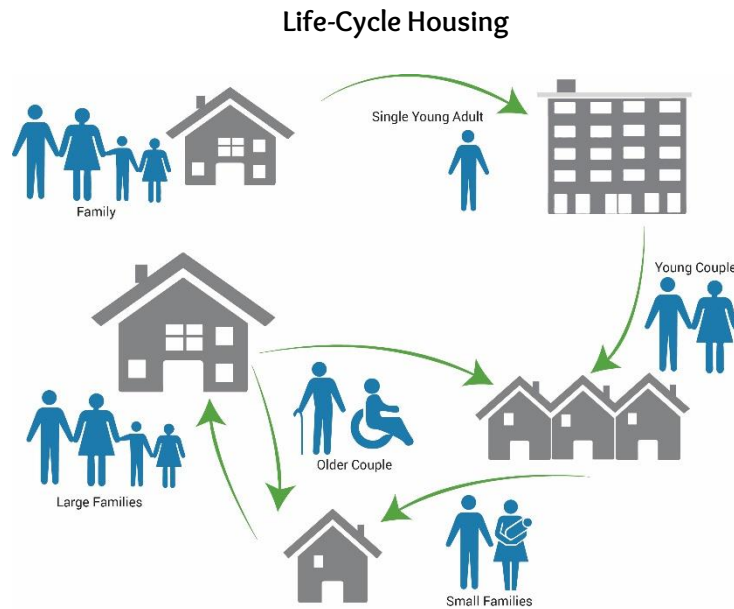 Life-Cycle Housing
Single Young Adult
Family
Young Couple
Older Couple
Large Families
Small Families